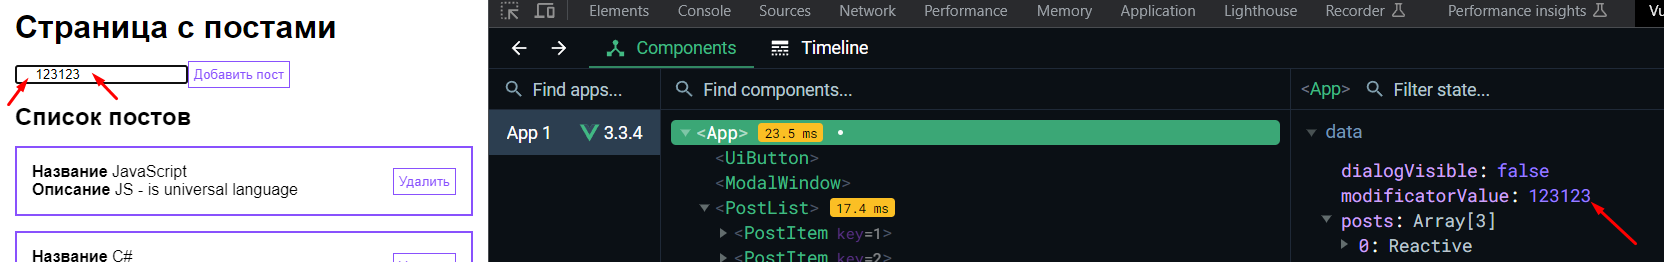 Страница с постами
123123
Добавить пост
Список постов
Название JavaScript
Описание JS - is universal language
Удалить
Название C#
Elements Console Sources Network Performance Memory Application Lighthouse Recorder Performance insights Vu
Components Timeline
Find apps... Find components... <App> Filter state...
App 1 3.3.4
<App> 23.5 ms
<UiButton>
<ModalWindow>
<PostList> 17.4 ms
<PostItem key=1>
<PostItem key=2>
data
dialogVisible: false
modificatorValue: 123123
posts: Array[3]
0: Reactive